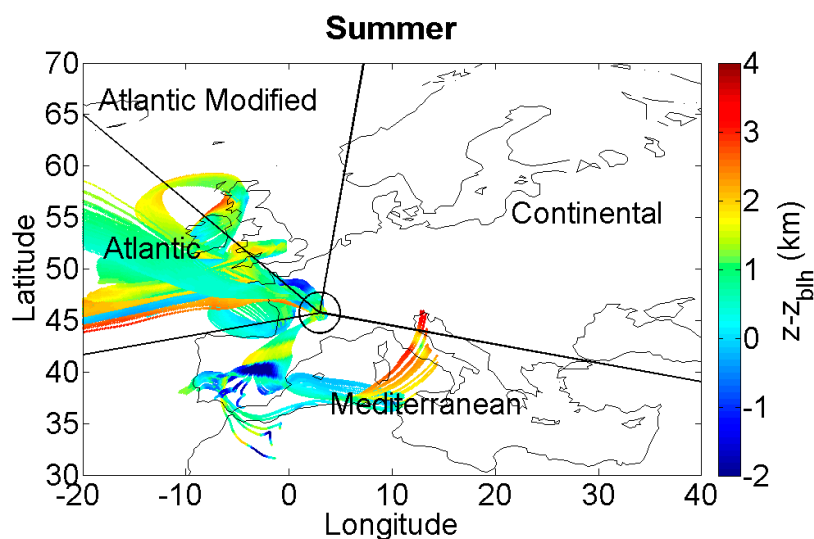 Summer
70
65
60
55
50
45
40
35
30
-20
-10
0
10
20
30
40
Latitude
Longitude
Atlantic Modified
Atlantic
Continental
Mediterranean
4
3
2
1
0
-1
-2
z-z_blh (km)